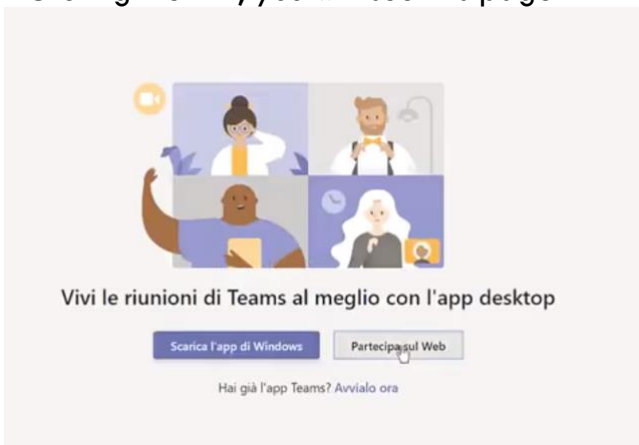 Vivi le riunioni di Teams al meglio con l'app desktop
Scarica l'app di Windows Partecipa sul Web
Hai già l'app Teams? Avvialo ora